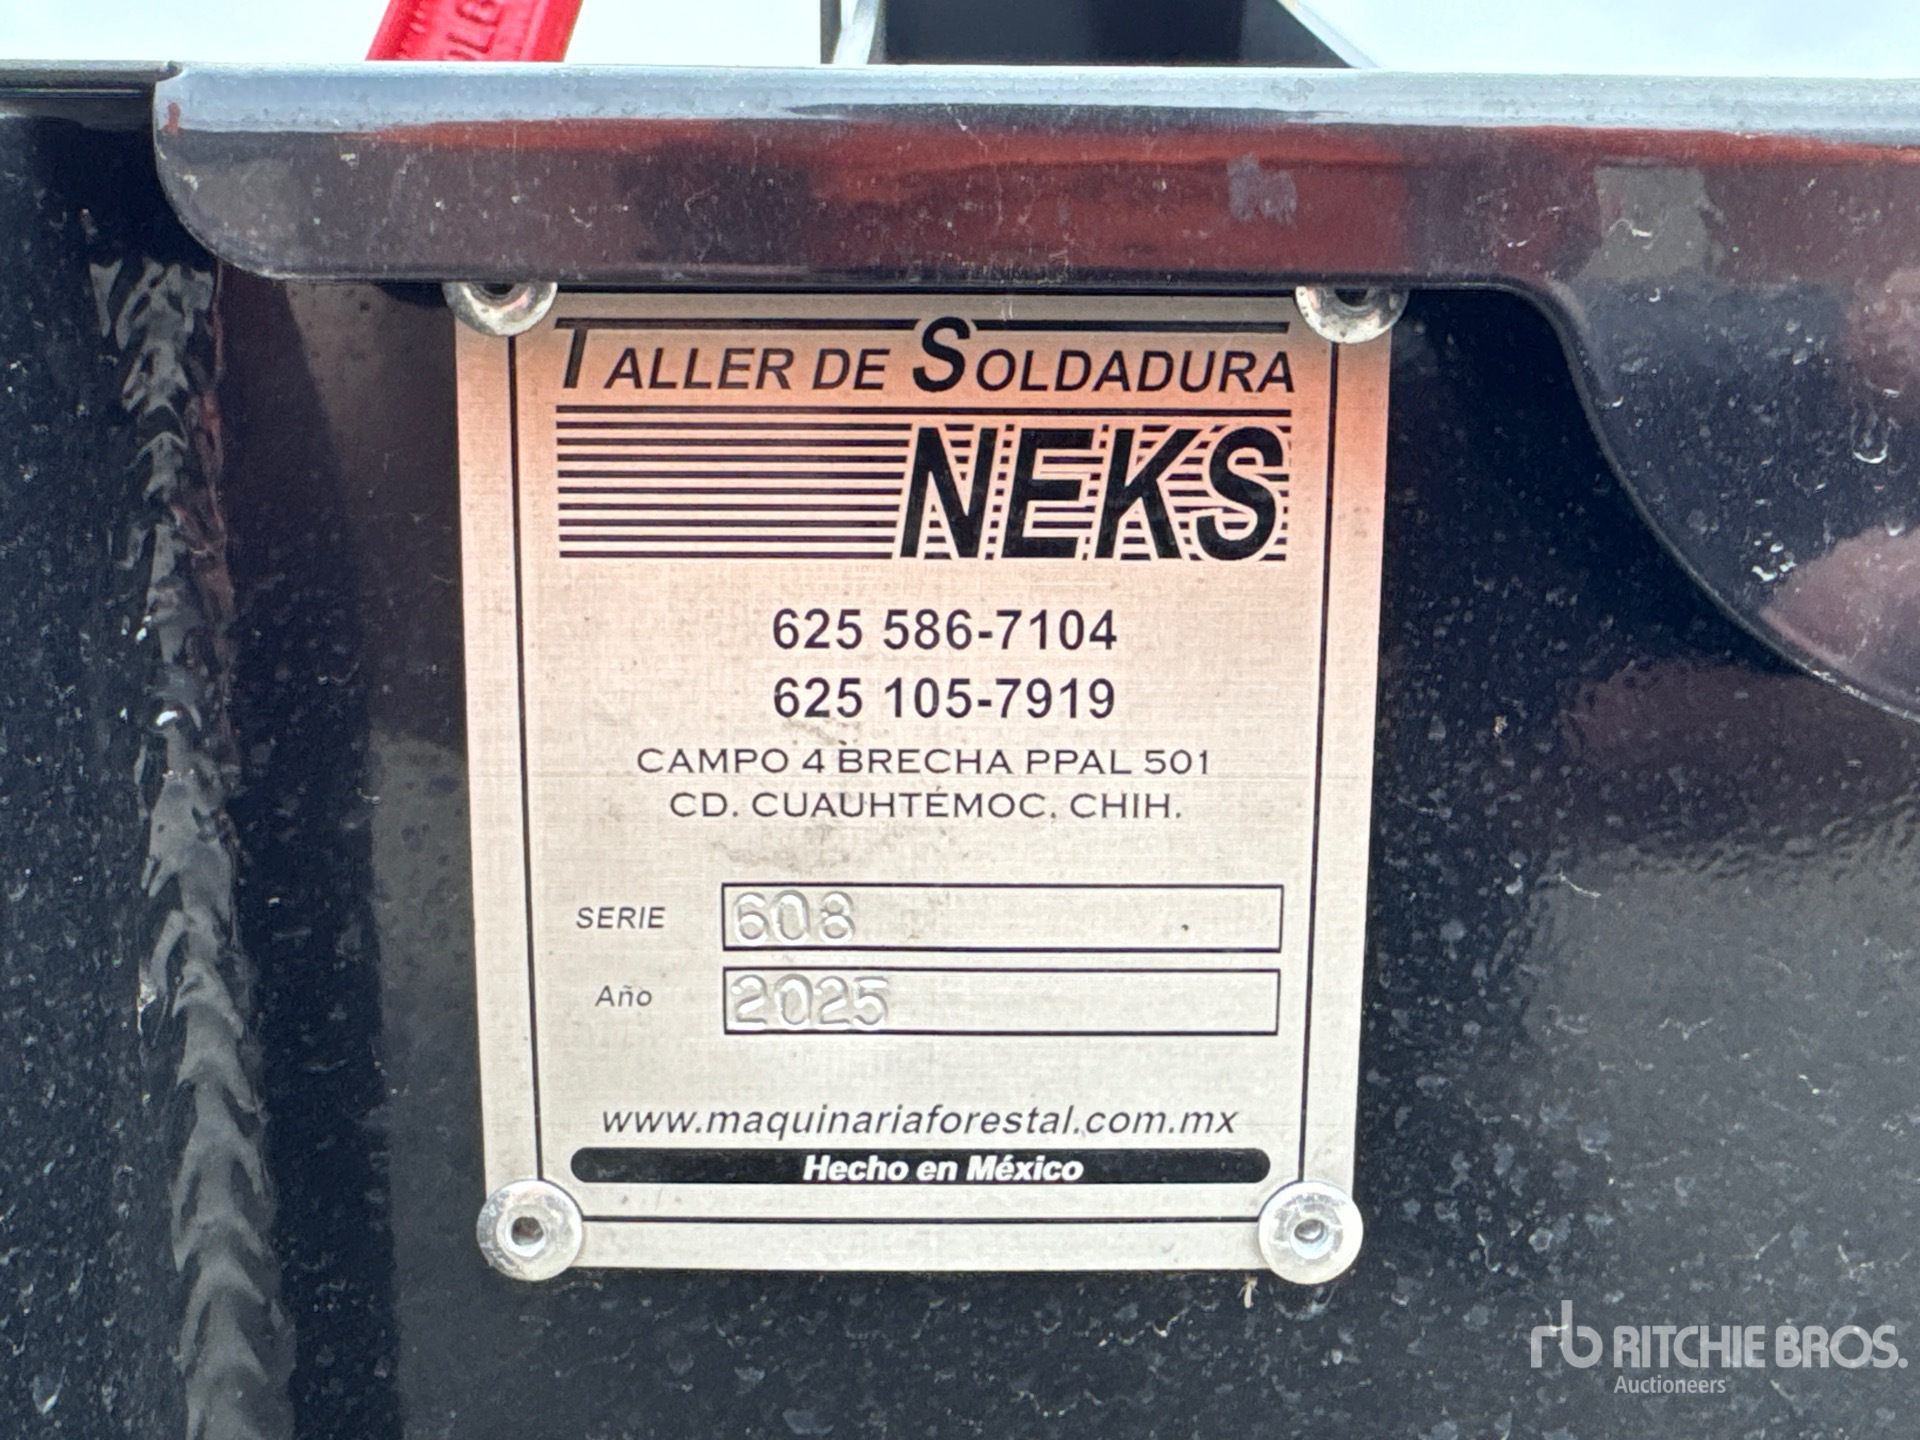 TALLER DE SOLDADURA
NEKS
625 586-7104
625 105-7919
CAMPO 4 BRECHA PPAL 501
CD. CUAUHTÉMOC, CHIH.
SERIE 608
Año 2025
www.maquinariaforestal.com.mx
Hecho en México
rb RITCHIE BROS.
Auctioneers